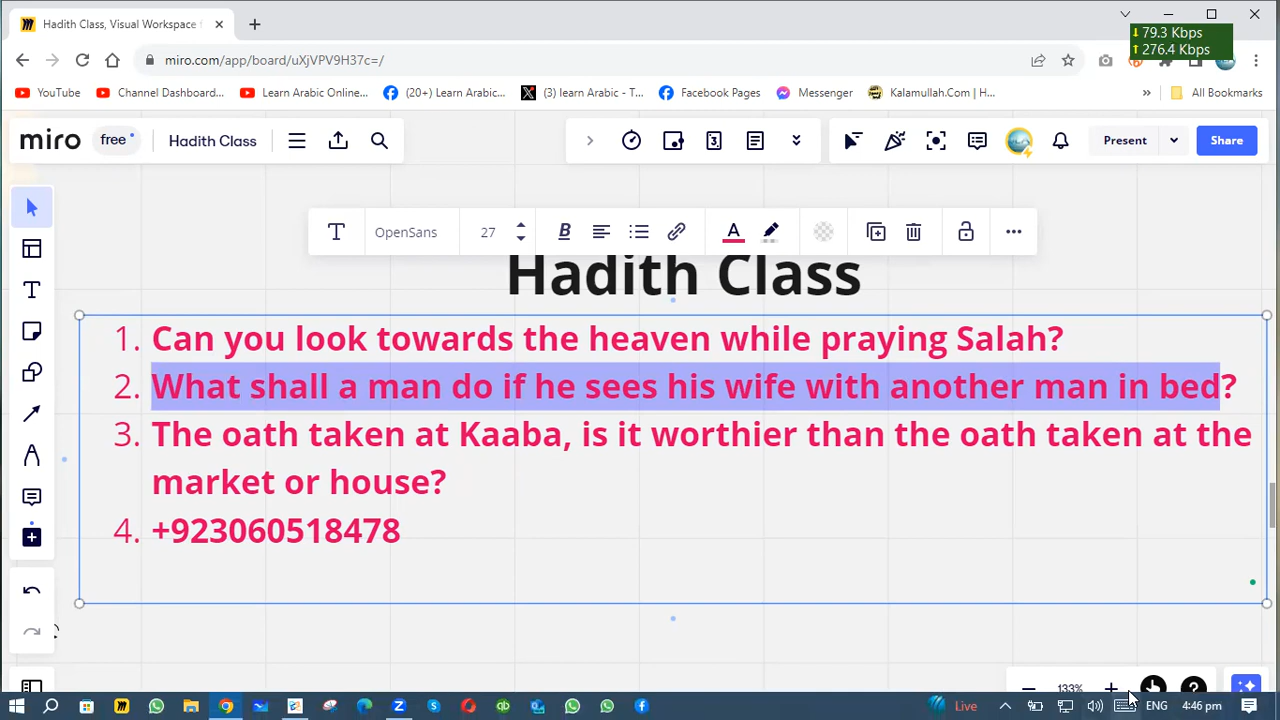 Hadith Class, Visual Workspace
79.3 Kbps
276.4 Kbps
miro.com/app/board/uXjVPV9H37c=/
YouTube
Channel Dashboard...
Learn Arabic Online...
(20+) Learn Arabic...
(3) learn Arabic - T...
Facebook Pages
Messenger
Kalamullah.Com | H...
»
All Bookmarks
miro
free
Hadith Class
Present
Share
OpenSans
27
Hadith Class
1. Can you look towards the heaven while praying Salah?
2. What shall a man do if he sees his wife with another man in bed?
3. The oath taken at Kaaba, is it worthier than the oath taken at the
market or house?
4. +923060518478
133%
Live
ENG
4:46 pm